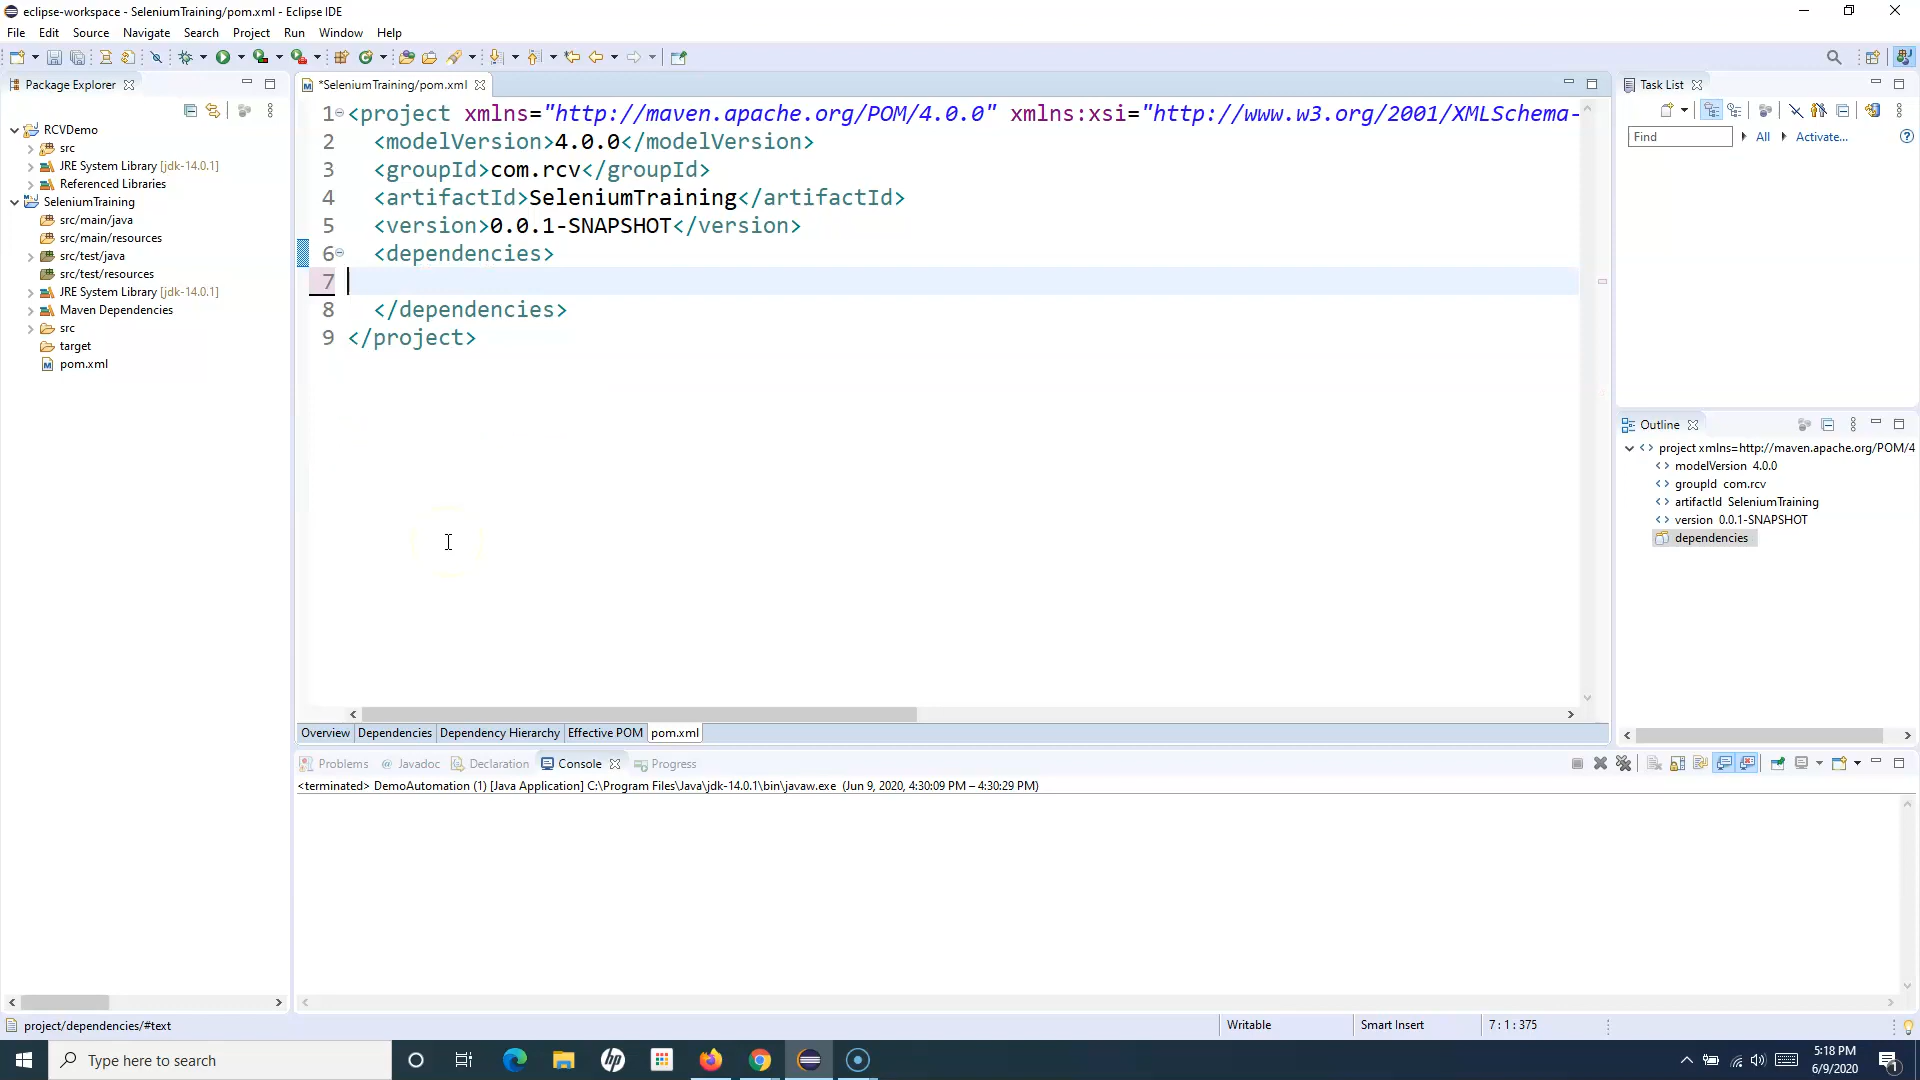 eclipse-workspace - SeleniumTraining/pom.xml - Eclipse IDE
File Edit Source Navigate Search Project Run Window Help
Package Explorer
RCVDemo
src
JRE System Library [jdk-14.0.1]
Referenced Libraries
SeleniumTraining
src/main/java
src/main/resources
src/test/java
src/test/resources
JRE System Library [jdk-14.0.1]
Maven Dependencies
src
target
pom.xml
*SeleniumTraining/pom.xml
1 <project xmlns="http://maven.apache.org/POM/4.0.0" xmlns:xsi="http://www.w3.org/2001/XMLSchema-
2 <modelVersion>4.0.0</modelVersion>
3 <groupId>com.rcv</groupId>
4 <artifactId>SeleniumTraining</artifactId>
5 <version>0.0.1-SNAPSHOT</version>
6 <dependencies>
7
8 </dependencies>
9 </project>
Overview Dependencies Dependency Hierarchy Effective POM pom.xml
Task List
Find All Activate...
Outline
project xmlns=http://maven.apache.org/POM/4
modelVersion 4.0.0
groupId com.rcv
artifactId SeleniumTraining
version 0.0.1-SNAPSHOT
dependencies
Problems Javadoc Declaration Console Progress
<terminated> DemoAutomation (1) [Java Application] C:\Program Files\Java\jdk-14.0.1\bin\javaw.exe (Jun 9, 2020, 4:30:09 PM – 4:30:29 PM)
project/dependencies/#text Writable Smart Insert 7 : 1 : 375
Type here to search
hp
5:18 PM
6/9/2020
1